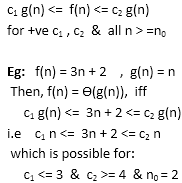 c₁ g(n) <= f(n) <= c₂ g(n)
for +ve c₁ , c₂ & all n > =n₀
Eg: f(n) = 3n + 2 , g(n) = n
Then, f(n) = Θ(g(n)), iff
c₁ g(n) <= 3n + 2 <= c₂ g(n)
i.e c₁ n <= 3n + 2 <= c₂ n
which is possible for:
c₁ <= 3 & c₂ >= 4 & n₀ = 2